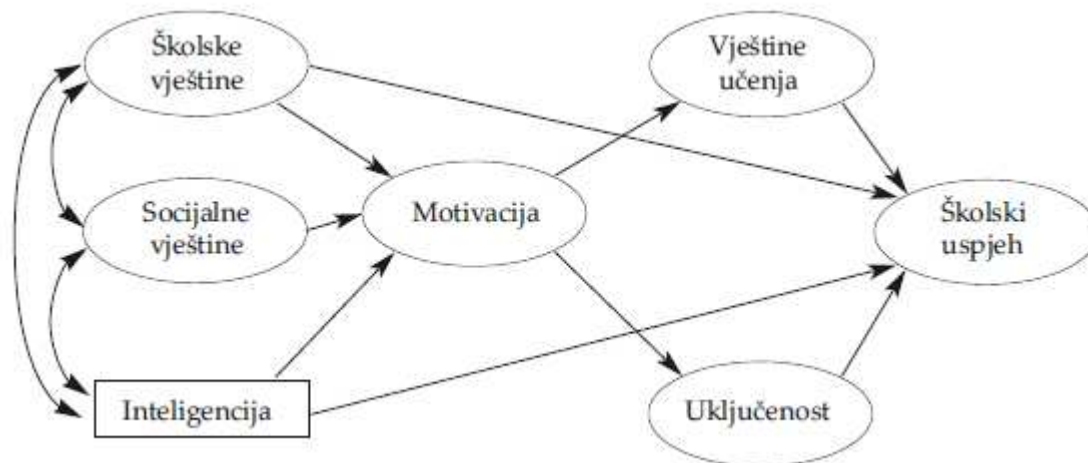 Školske
vještine
Vještine
učenja
Socijalne
vještine
Motivacija
Školski
uspjeh
Inteligencija
Uključenost